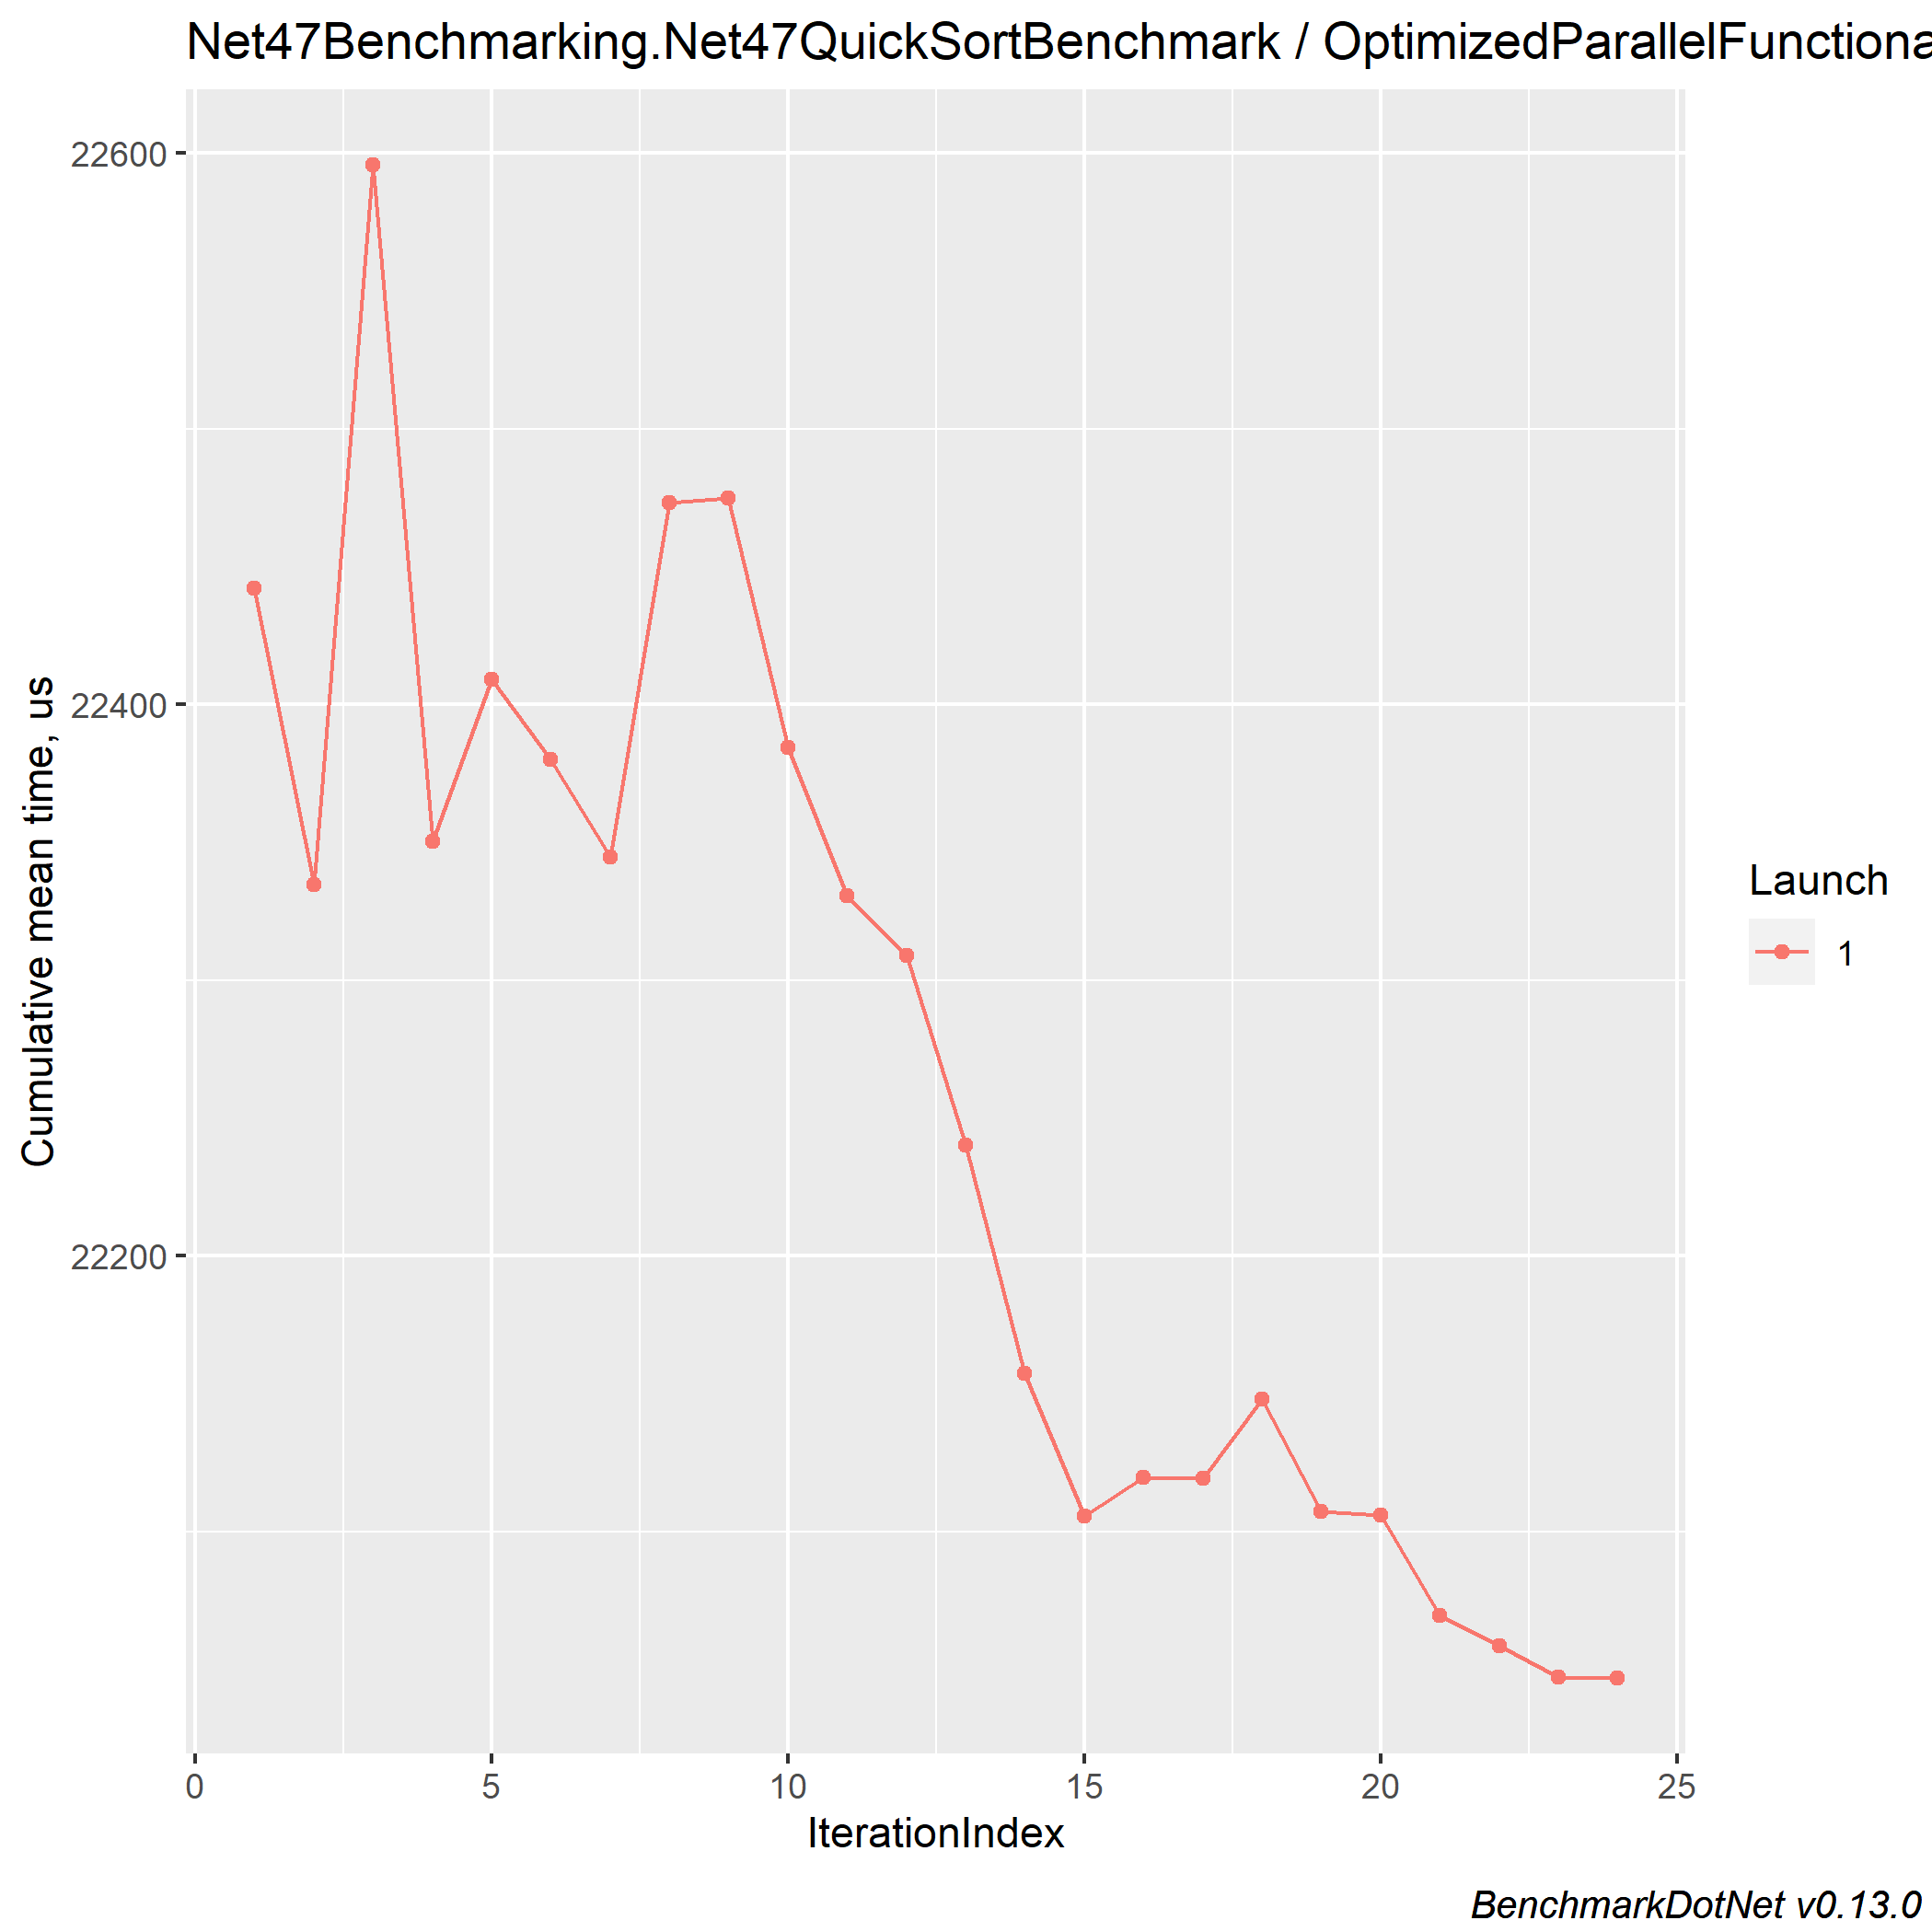 Net47Benchmarking.Net47QuickSortBenchmark / OptimizedParallelFunctiona
22600
22400
22200
Cumulative mean time, us
0 5 10 15 20 25
IterationIndex
Launch
1
BenchmarkDotNet v0.13.0